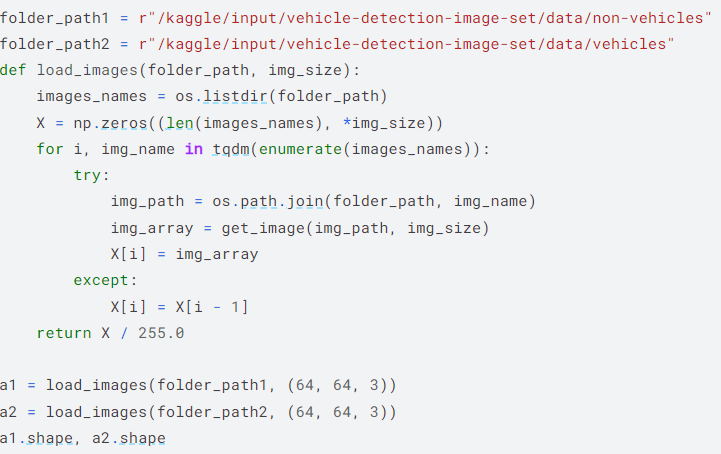 folder_path1 = r"/kaggle/input/vehicle-detection-image-set/data/non-vehicles"
folder_path2 = r"/kaggle/input/vehicle-detection-image-set/data/vehicles"
def load_images(folder_path, img_size):
    images_names = os.listdir(folder_path)
    X = np.zeros((len(images_names), *img_size))
    for i, img_name in tqdm(enumerate(images_names)):
        try:
            img_path = os.path.join(folder_path, img_name)
            img_array = get_image(img_path, img_size)
            X[i] = img_array
        except:
            X[i] = X[i - 1]
    return X / 255.0
a1 = load_images(folder_path1, (64, 64, 3))
a2 = load_images(folder_path2, (64, 64, 3))
a1.shape, a2.shape